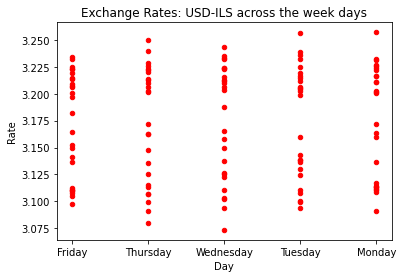 Exchange Rates: USD-ILS across the week days
3.250
3.225
3.200
3.175
3.150
3.125
3.100
3.075
Rate
Friday Thursday Wednesday Tuesday Monday
Day